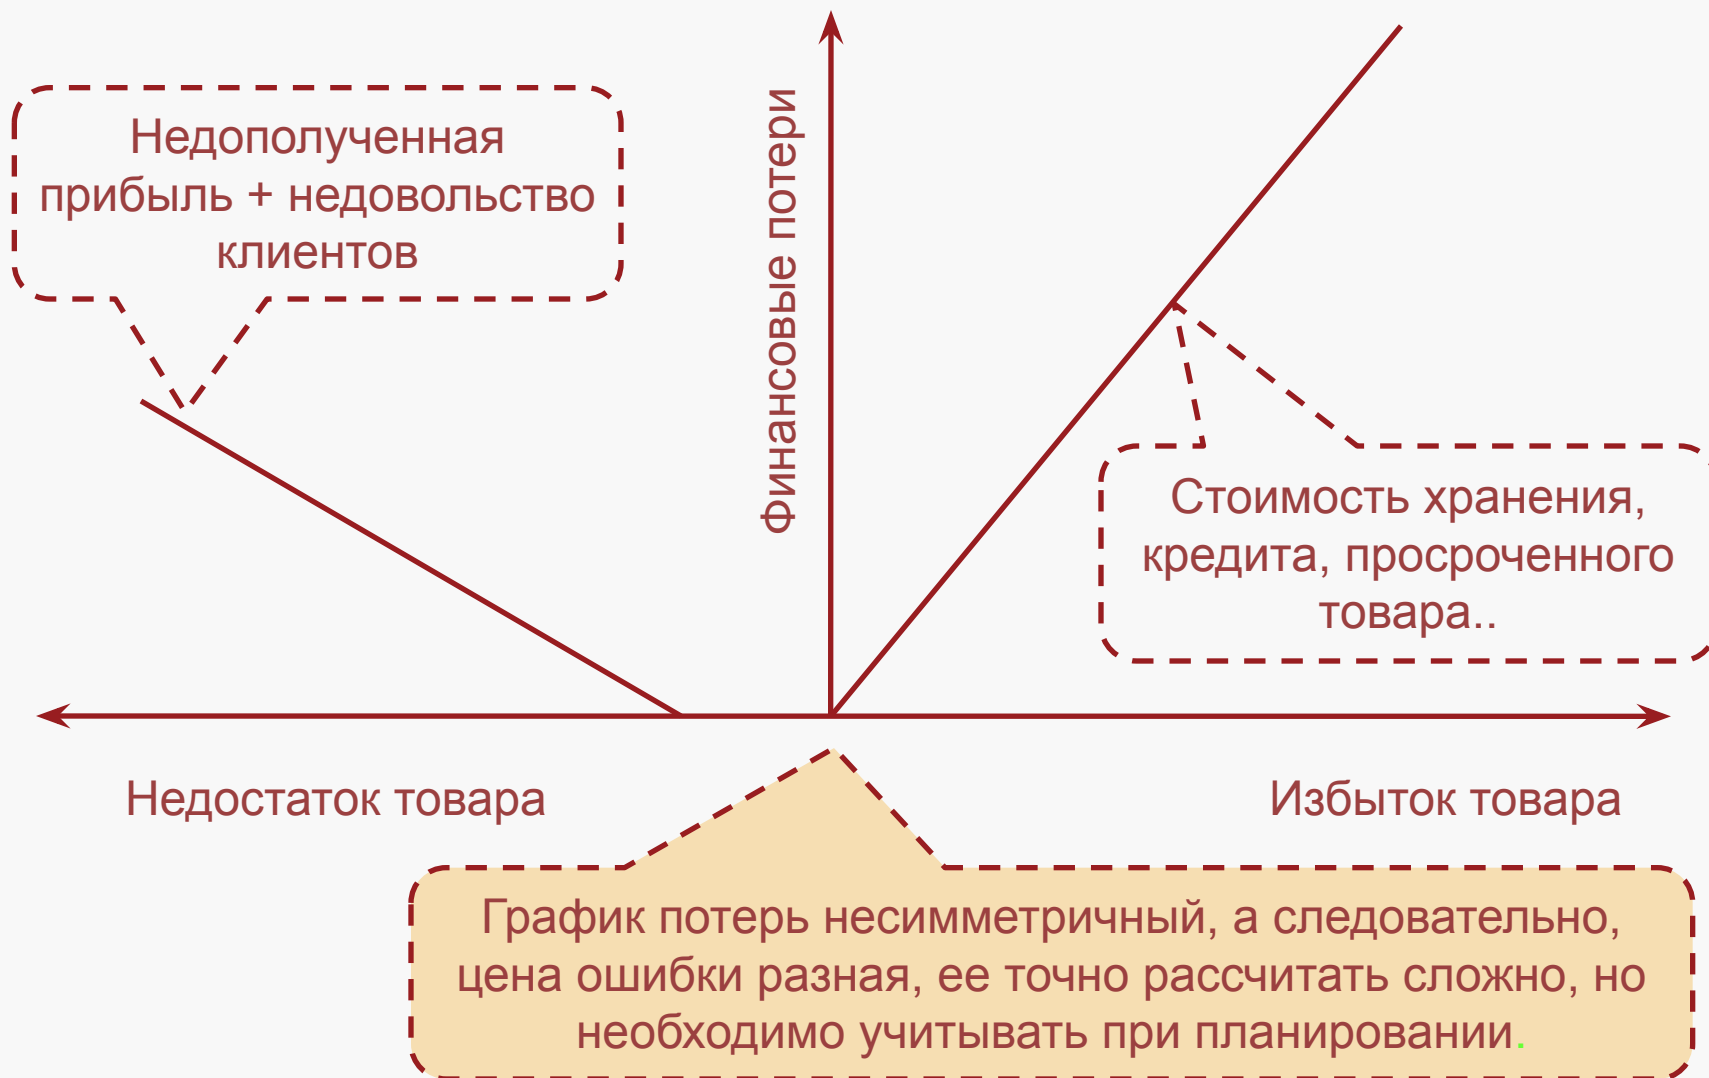 Недополученная
прибыль + недовольство
клиентов
Финансовые потери
Стоимость хранения,
кредита, просроченного
товара..
Недостаток товара
Избыток товара
График потерь несимметричный, а следовательно,
цена ошибки разная, ее точно рассчитать сложно, но
необходимо учитывать при планировании.